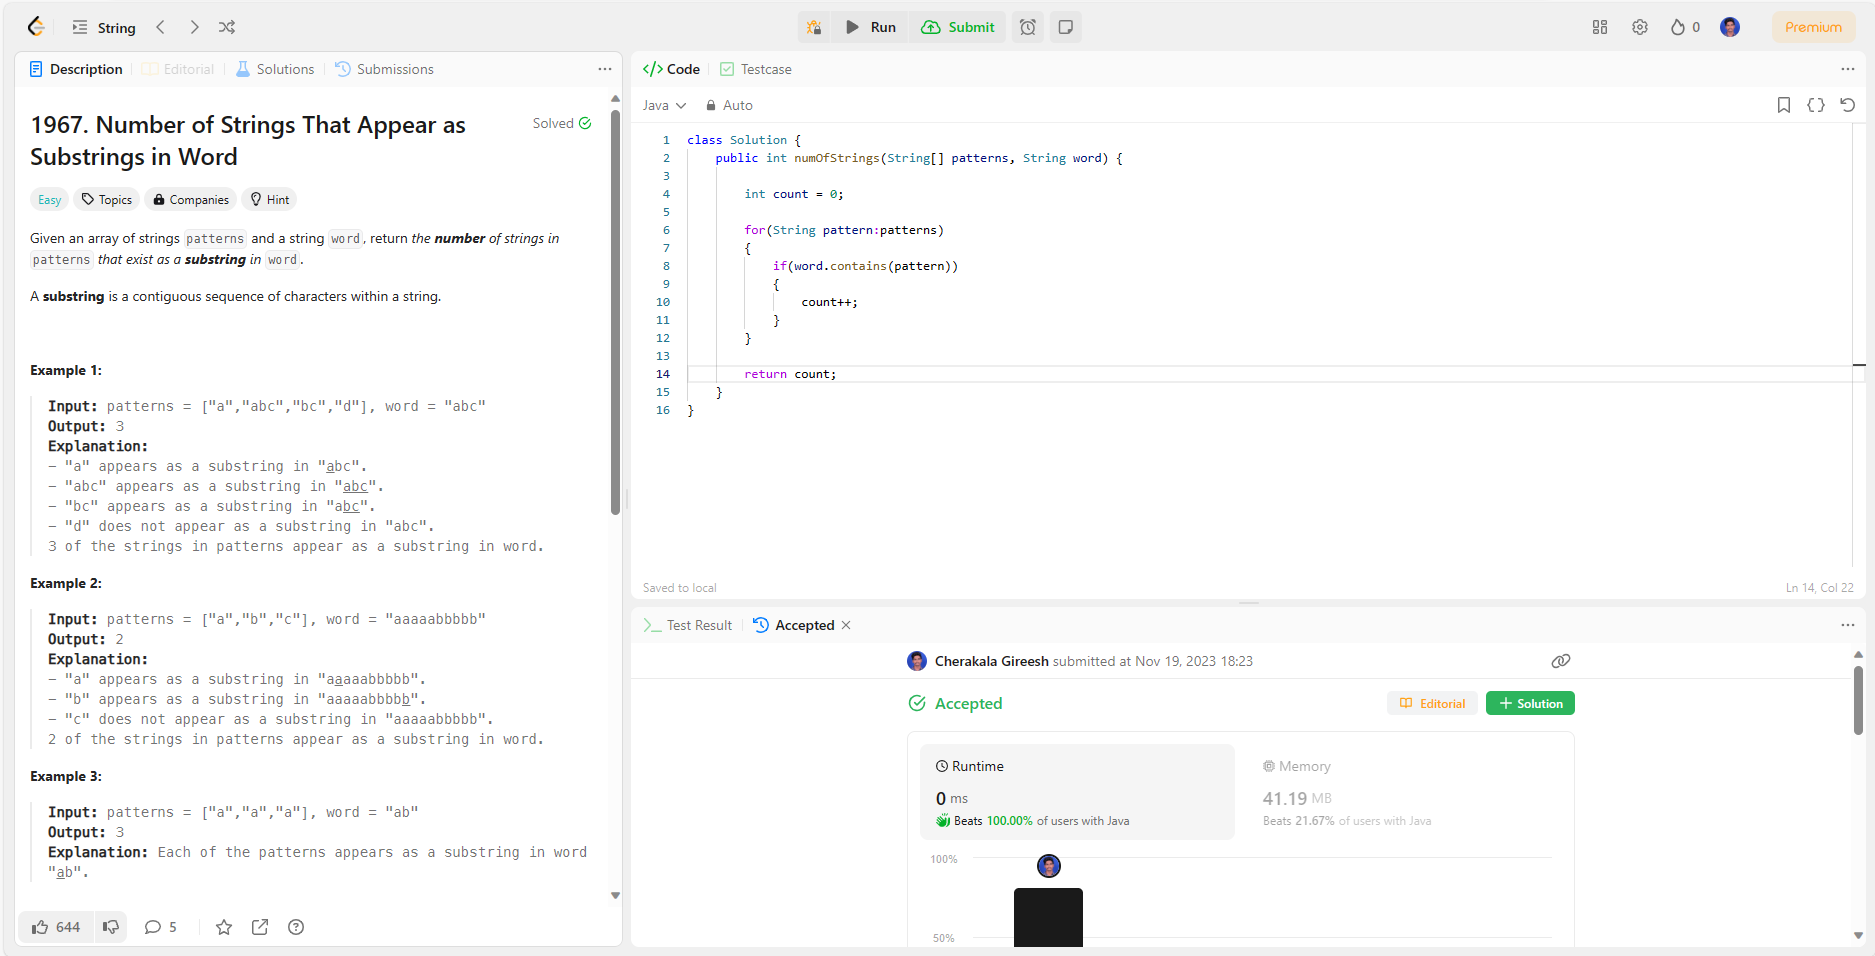 String
Run
Submit
0
Premium
Description
Editorial
Solutions
Submissions
1967. Number of Strings That Appear as
Substrings in Word
Solved
Easy
Topics
Companies
Hint
Given an array of strings patterns and a string word, return the number of strings in
patterns that exist as a substring in word.
A substring is a contiguous sequence of characters within a string.
Example 1:
Input: patterns = ["a","abc","bc","d"], word = "abc"
Output: 3
Explanation:
- "a" appears as a substring in "abc".
- "abc" appears as a substring in "abc".
- "bc" appears as a substring in "abc".
- "d" does not appear as a substring in "abc".
3 of the strings in patterns appear as a substring in word.
Example 2:
Input: patterns = ["a","b","c"], word = "aaaaabbbbb"
Output: 2
Explanation:
- "a" appears as a substring in "aaaaabbbbb".
- "b" appears as a substring in "aaaaabbbbb".
- "c" does not appear as a substring in "aaaaabbbbb".
2 of the strings in patterns appear as a substring in word.
Example 3:
Input: patterns = ["a","a","a"], word = "ab"
Output: 3
Explanation: Each of the patterns appears as a substring in word
"ab".
644
5
</> Code
Testcase
Java
Auto
1 class Solution {
2 public int numOfStrings(String[] patterns, String word) {
3
4 int count = 0;
5
6 for(String pattern:patterns)
7 {
8 if(word.contains(pattern))
9 {
10 count++;
11 }
12 }
13
14 return count;
15 }
16 }
Saved to local
Ln 14, Col 22
Test Result
Accepted
Cherakala Gireesh submitted at Nov 19, 2023 18:23
Accepted
Editorial
Solution
Runtime
0 ms
Beats 100.00% of users with Java
Memory
41.19 MB
Beats 21.67% of users with Java
100%
50%